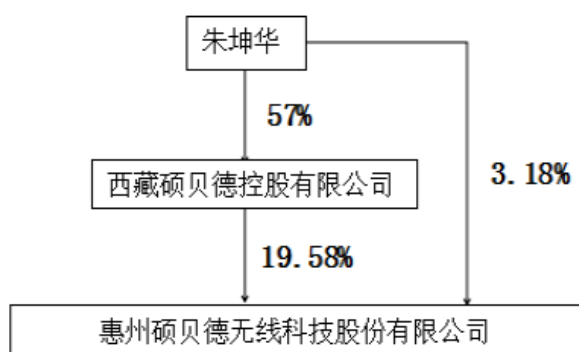 朱坤华
57%
西藏硕贝德控股有限公司
3.18%
19.58%
惠州硕贝德无线科技股份有限公司